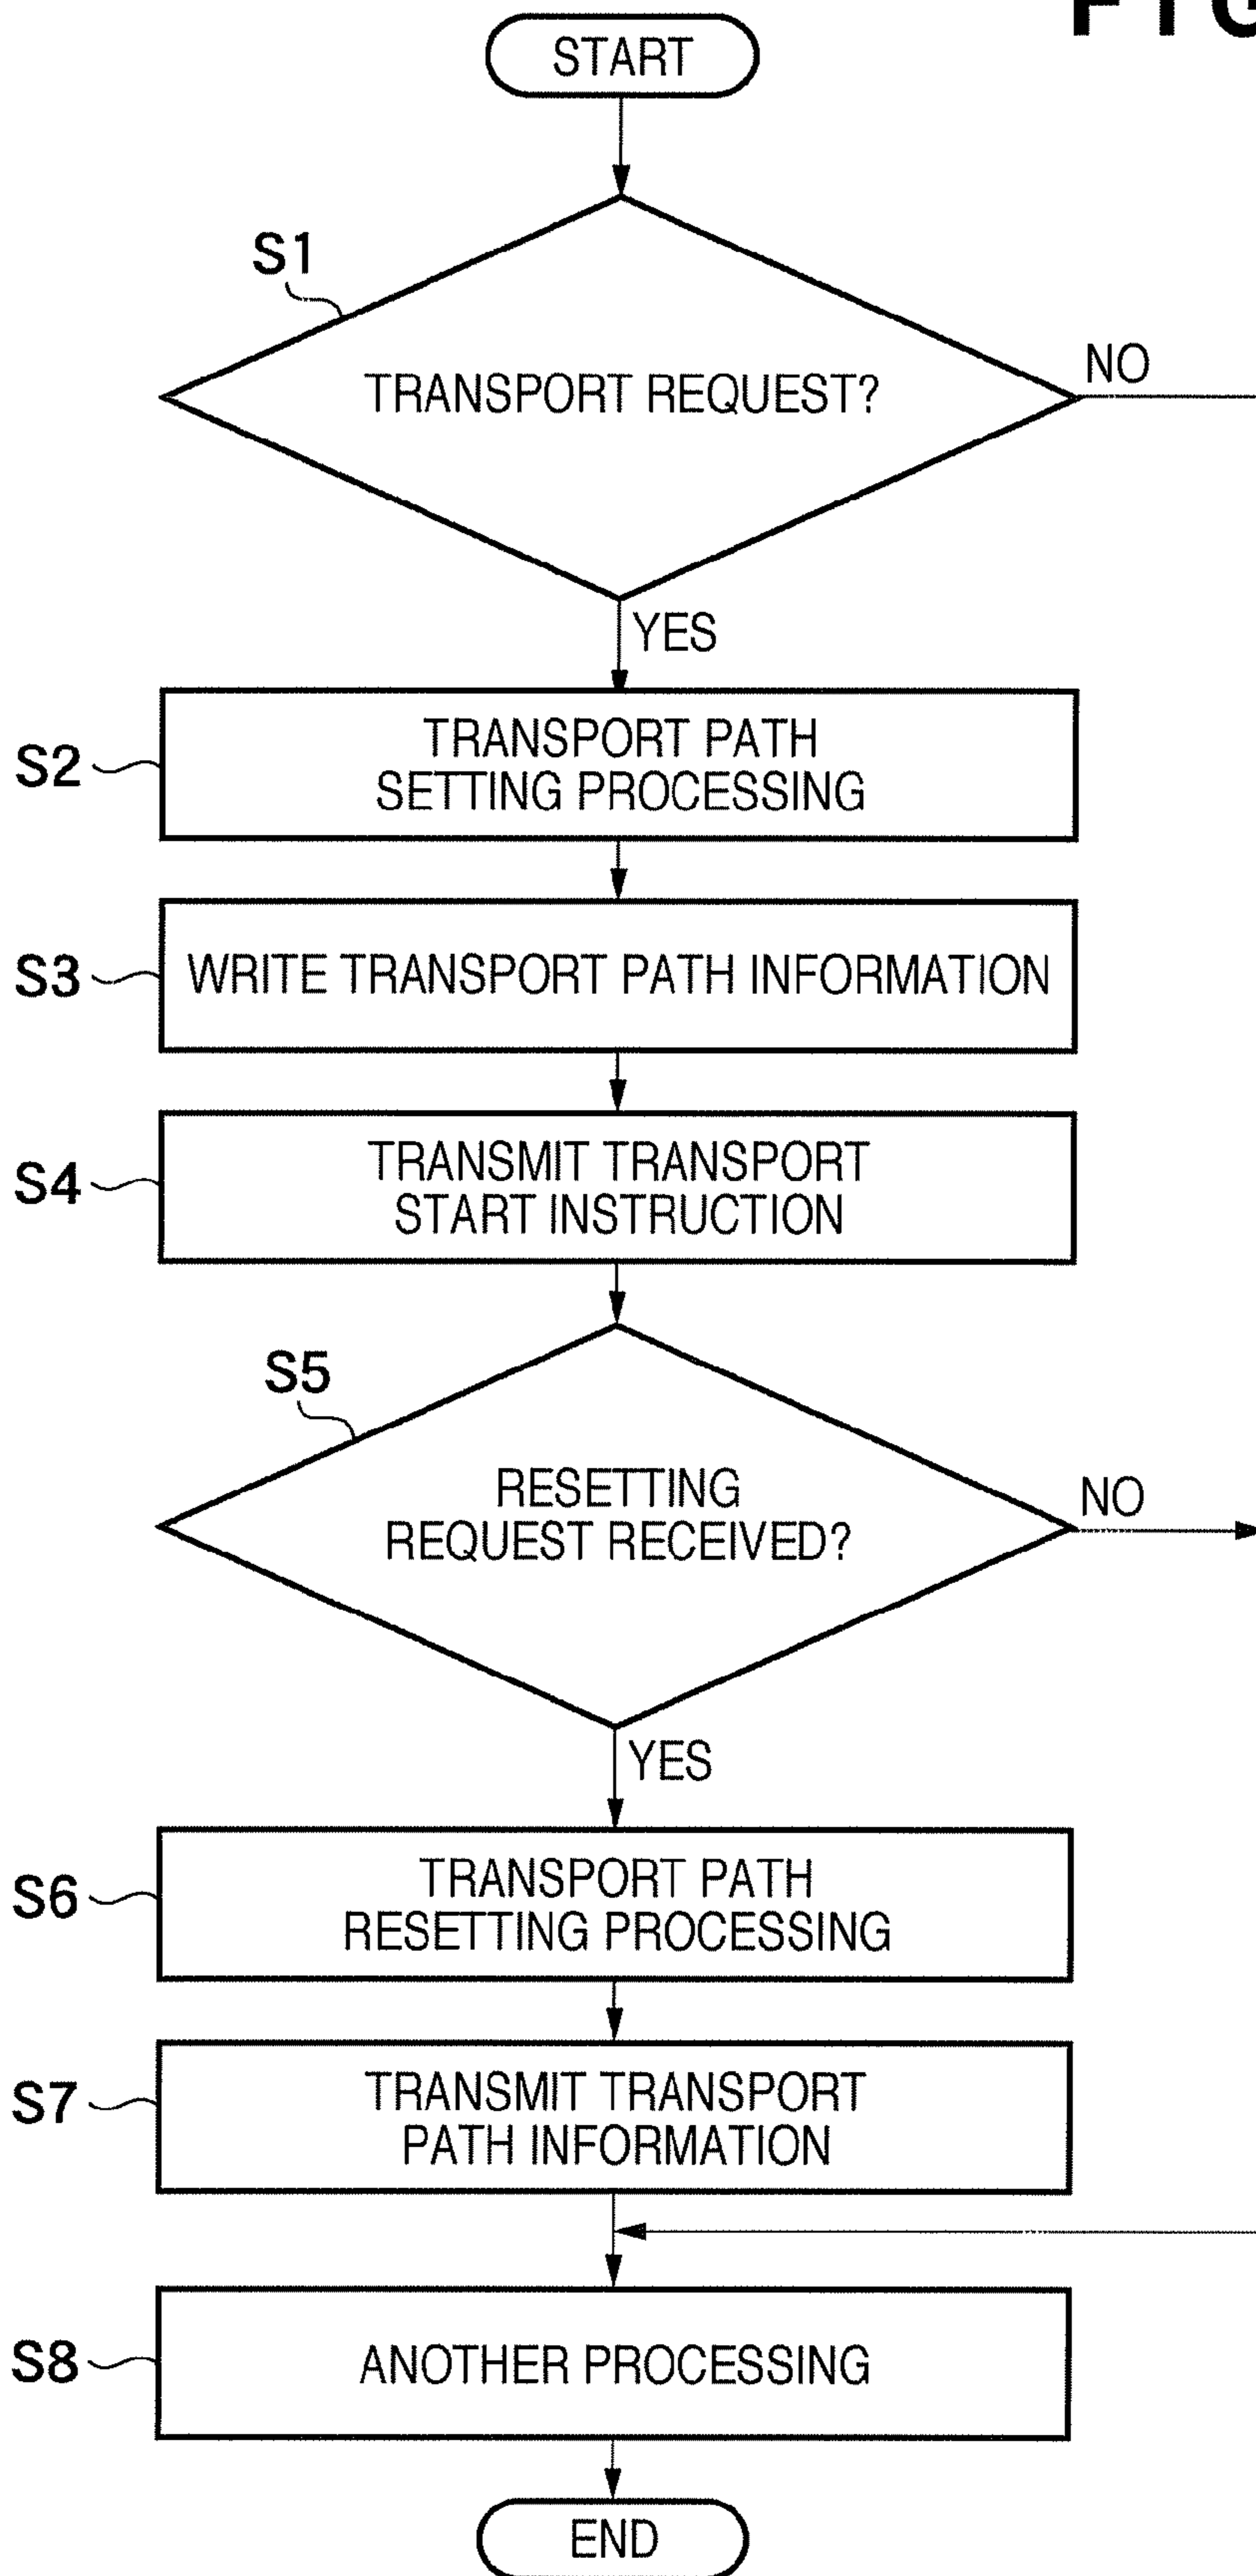 FIG
START
S1
TRANSPORT REQUEST?
NO
YES
S2
TRANSPORT PATH
SETTING PROCESSING
S3
WRITE TRANSPORT PATH INFORMATION
S4
TRANSMIT TRANSPORT
START INSTRUCTION
S5
RESETTING
REQUEST RECEIVED?
NO
YES
S6
TRANSPORT PATH
RESETTING PROCESSING
S7
TRANSMIT TRANSPORT
PATH INFORMATION
S8
ANOTHER PROCESSING
END